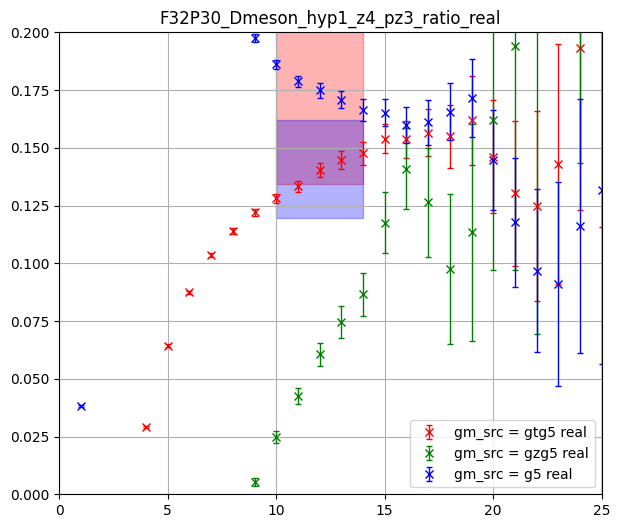 F32P30_Dmeson_hyp1_z4_pz3_ratio_real
0.200
0.175
0.150
0.125
0.100
0.075
0.050
0.025
0.000
gm_src = gtg5 real
gm_src = gzg5 real
gm_src = g5 real
0 5 10 15 20 25